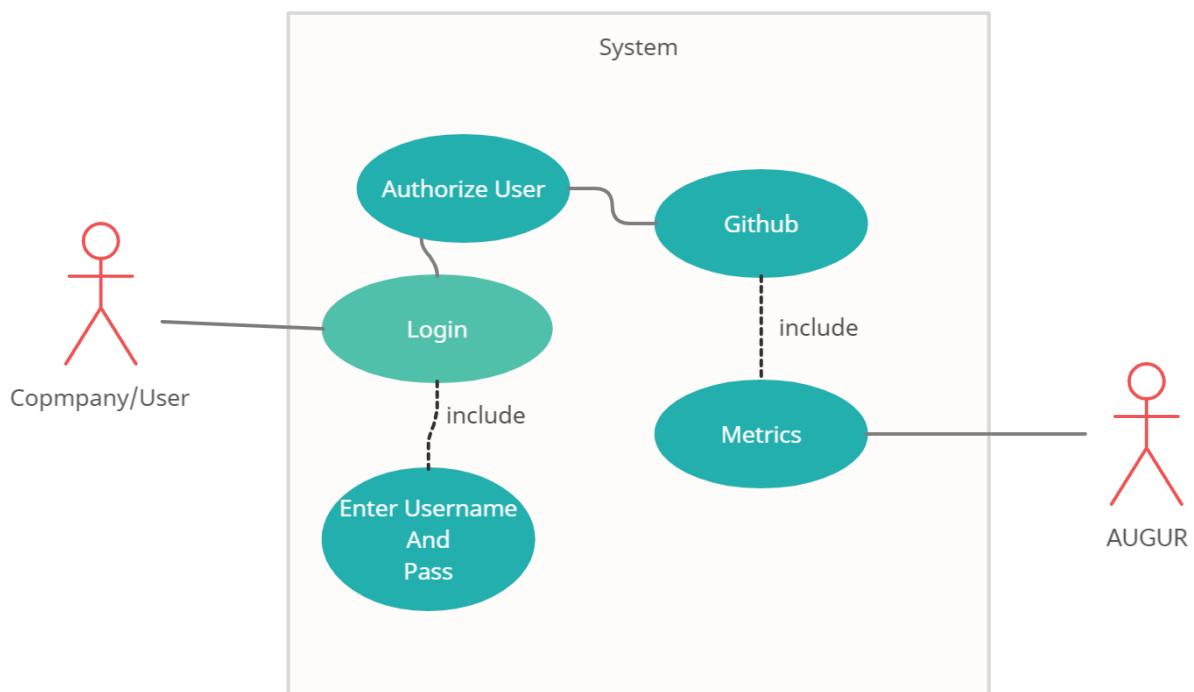 System
Authorize User
Github
Login
include
Copmpany/User
include
Metrics
Enter Username
And
Pass
AUGUR